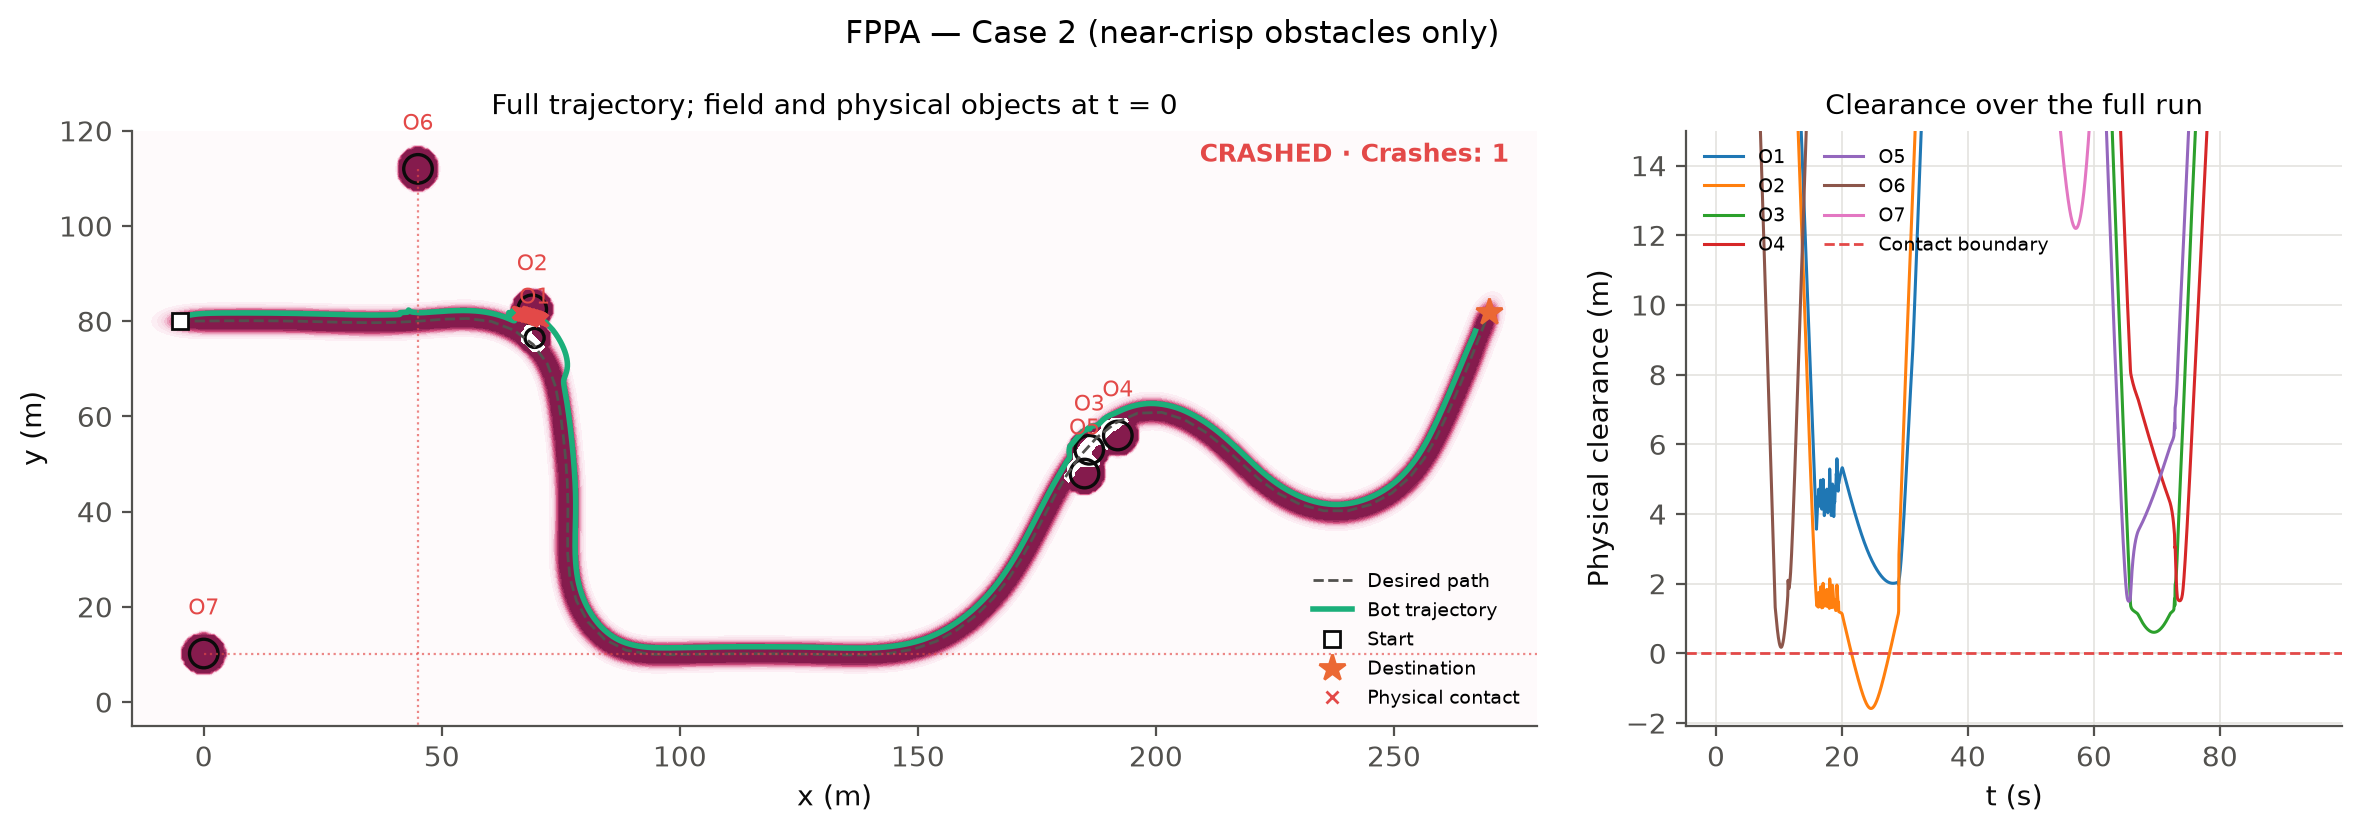 FPPA — Case 2 (near-crisp obstacles only)
Full trajectory; field and physical objects at t = 0
CRASHED · Crashes: 1
O6
O2
O1
O4
O3
O5
O7
120
100
80
60
40
20
0
0
50
100
150
200
250
x (m)
y (m)
Desired path
Bot trajectory
Start
Destination
Physical contact
Clearance over the full run
O1
O2
O3
O4
O5
O6
O7
Contact boundary
14
12
10
8
6
4
2
0
−2
0
20
40
60
80
t (s)
Physical clearance (m)